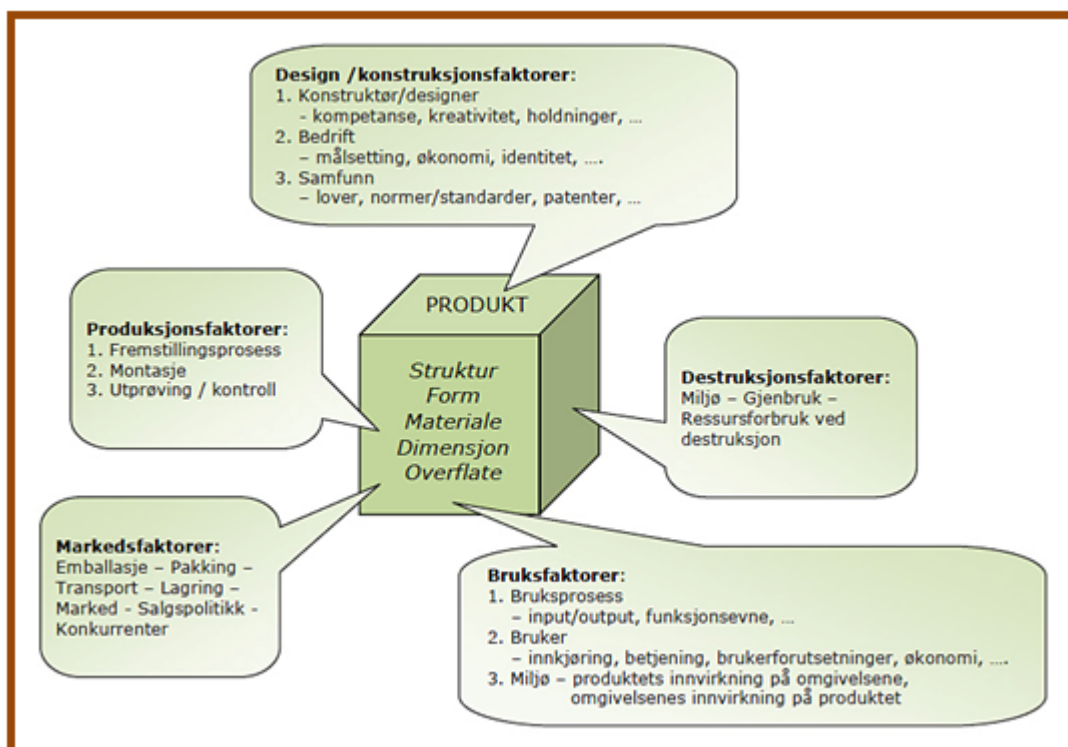 Design /konstruksjonsfaktorer:
1. Konstruktør/designer
- kompetanse, kreativitet, holdninger, …
2. Bedrift
– målsetting, økonomi, identitet, ….
3. Samfunn
– lover, normer/standarder, patenter, …
PRODUKT
Struktur
Form
Materiale
Dimensjon
Overflate
Produksjonsfaktorer:
1. Fremstillingsprosess
2. Montasje
3. Utprøving / kontroll
Destruksjonsfaktorer:
Miljø – Gjenbruk –
Ressursforbruk ved
destruksjon
Markedsfaktorer:
Emballasje – Pakking –
Transport – Lagring –
Marked - Salgspolitikk -
Konkurrenter
Bruksfaktorer:
1. Bruksprosess
– input/output, funksjonsevne, …
2. Bruker
– innkjøring, betjening, brukerforutsetninger, økonomi, ….
3. Miljø – produktets innvirkning på omgivelsene,
omgivelsenes innvirkning på produktet